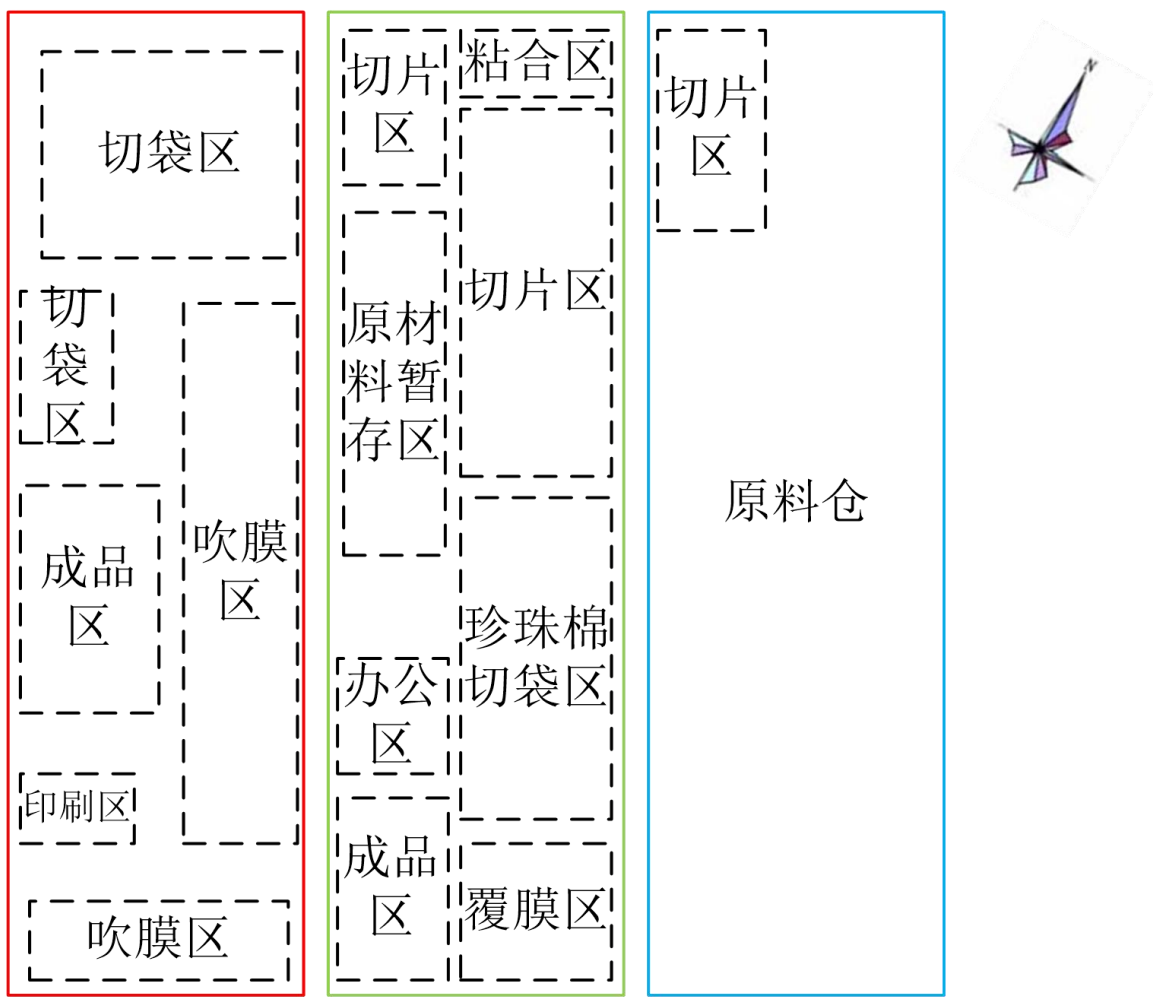 切袋区
切
袋
区
成品
区
吹膜
区
印刷区
吹膜区
切片
区
粘合区
切片区
原材
料暂
存区
珍珠棉
切袋区
办公
区
成品
区
覆膜区
切片
区
原料仓
N